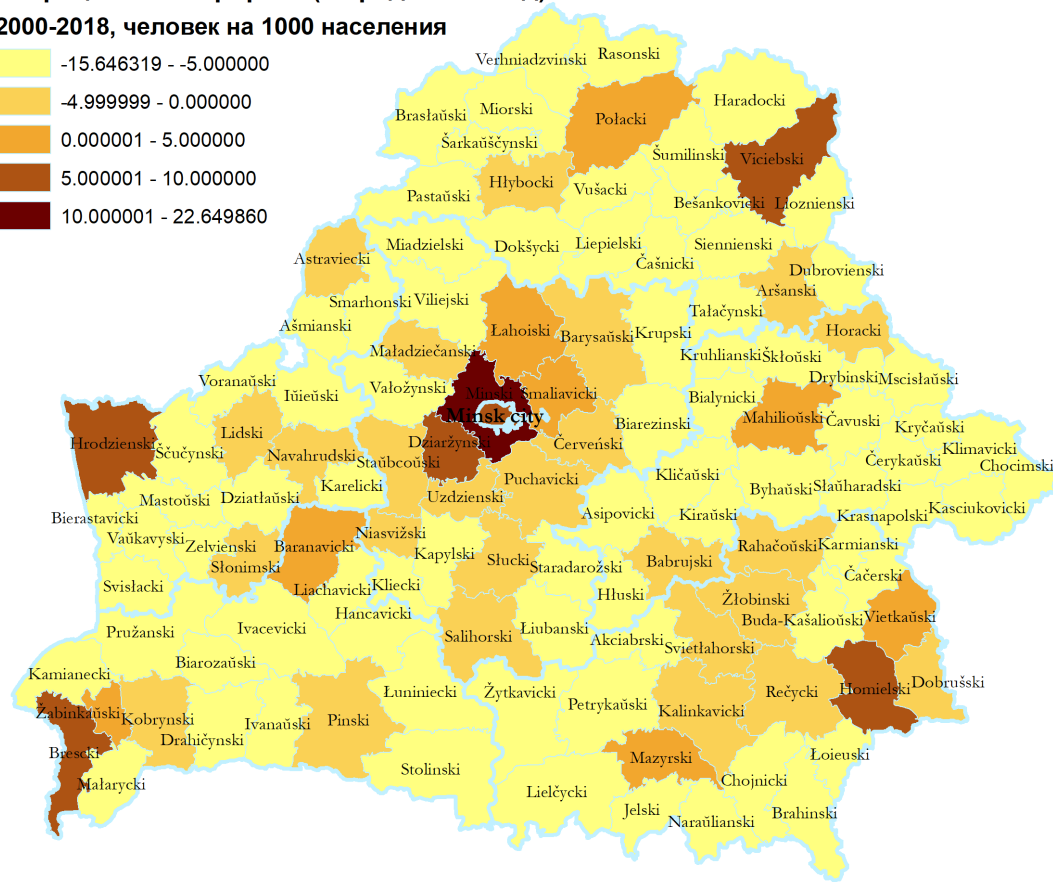 2000-2018, человек на 1000 населения
-15.646319 - -5.000000
-4.999999 - 0.000000
0.000001 - 5.000000
5.000001 - 10.000000
10.000001 - 22.649860
Verhniadzvinski
Rasonski
Braslaŭski
Miorski
Połacki
Haradocki
Šarkaŭščynski
Šumilinski
Viciebski
Hłybocki
Pastaŭski
Vušacki
Bešankovicki
Lloznienski
Miadzielski
Dokšycki
Liepielski
Siennienski
Čašnicki
Astraviecki
Dubrovienski
Aršanski
Smarhonski
Viliejski
Tałačynski
Ašmianski
Łahoiski
Barysaŭski
Krupski
Horacki
Maładziečanski
Kruhlianski
Škłoŭski
Drybinski
Mscisłaŭski
Voranaŭski
Iŭieŭski
Vałožynski
Minski
Smaliavicki
Bialynicki
Minsk city
Mahilioŭski
Čavuski
Biarezinski
Kryčaŭski
Hrodzienski
Lidski
Dziaržynski
Červeński
Klimavicki
Ščučynski
Navahrudski
Staŭbcoŭski
Čerykaŭski
Chocimski
Kličaŭski
Puchavicki
Karelicki
Uzdzienski
Byhaŭski
Słaŭharadski
Mastoŭski
Dziatłaŭski
Kasciukovicki
Bierastavicki
Asipovicki
Kiraŭski
Krasnapolski
Vaŭkavyski
Zelvienski
Baranavicki
Niasvižski
Rahačoŭski
Karmianski
Kapylski
Słucki
Staradarožski
Babrujski
Słonimski
Čačerski
Svisłacki
Liachavicki
Kliecki
Hłuski
Žłobinski
Hancavicki
Buda-Kašalioŭski
Vietkaŭski
Pružanski
Ivacevicki
Salihorski
Liubanski
Akciabrski
Svietłahorski
Biarozaŭski
Kamianecki
Łuniniecki
Žytkavicki
Rečycki
Homielski
Dobrušski
Petrykaŭski
Kalinkavicki
Žabinkaŭski
Kobrynski
Ivanaŭski
Pinski
Drahičynski
Bresckі
Łoieuski
Mazyrski
Stolinski
Małarycki
Chojnicki
Lielčycki
Jelski
Naraŭlianski
Brahinski